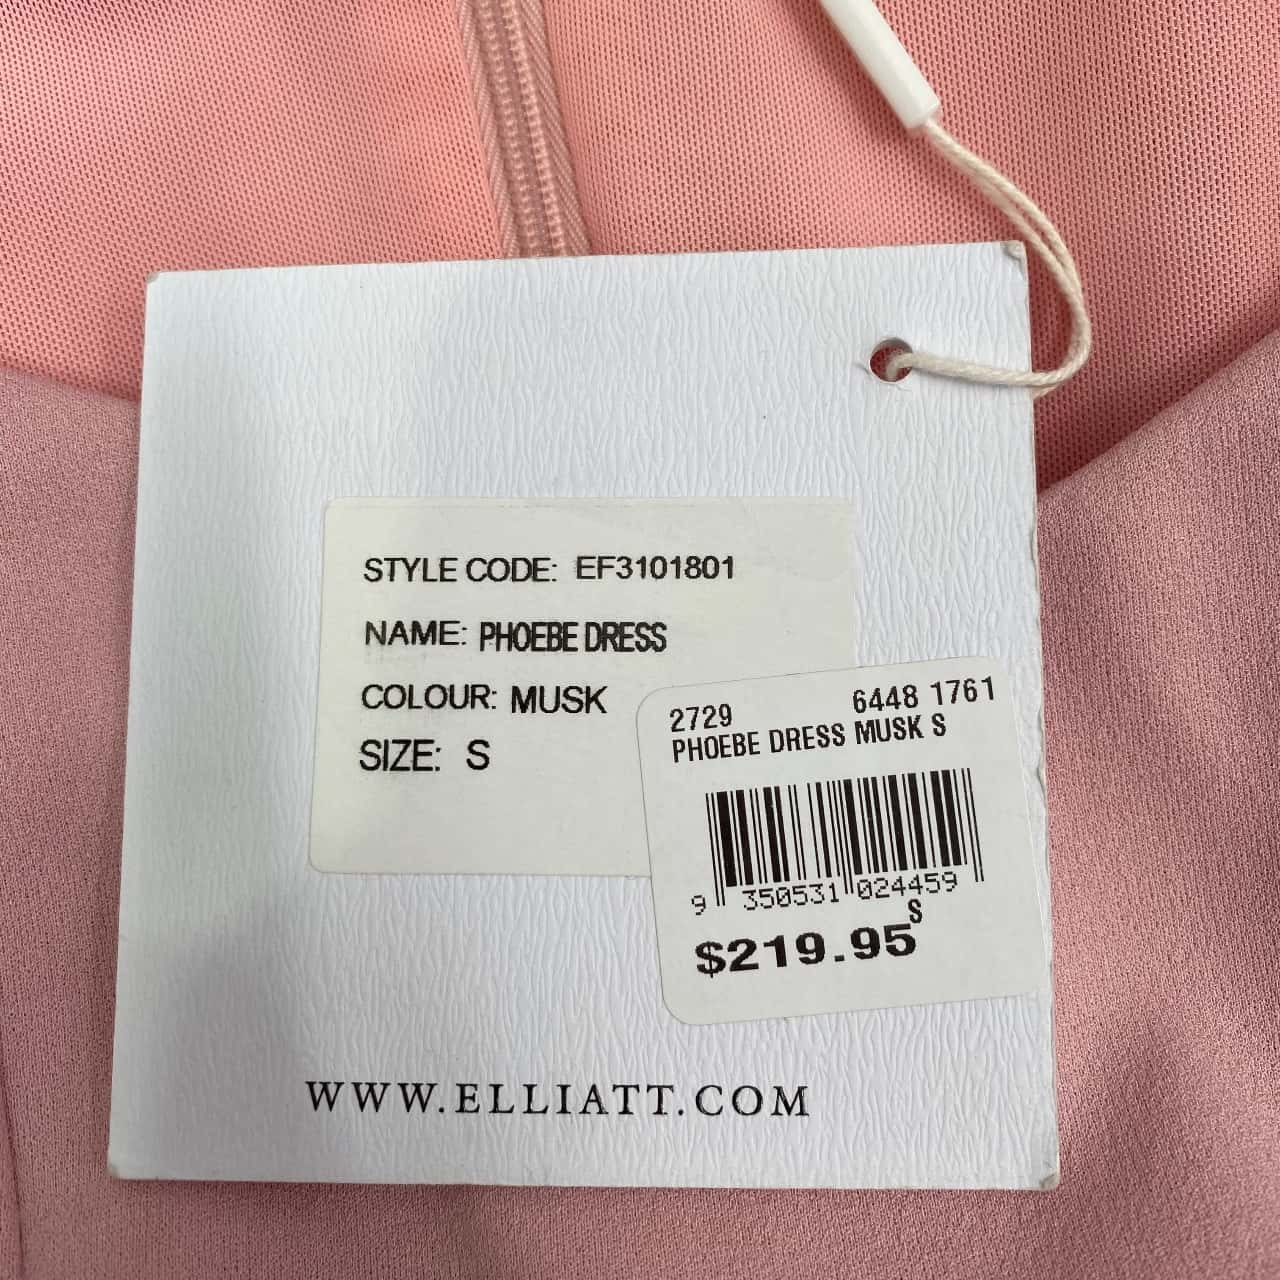 STYLE CODE: EF3101801
NAME: PHOEBE DRESS
COLOUR: MUSK
SIZE: S
2729 6448 1761
PHOEBE DRESS MUSK S
9 350531 024459
S
$219.95
WWW.ELLIATT.COM